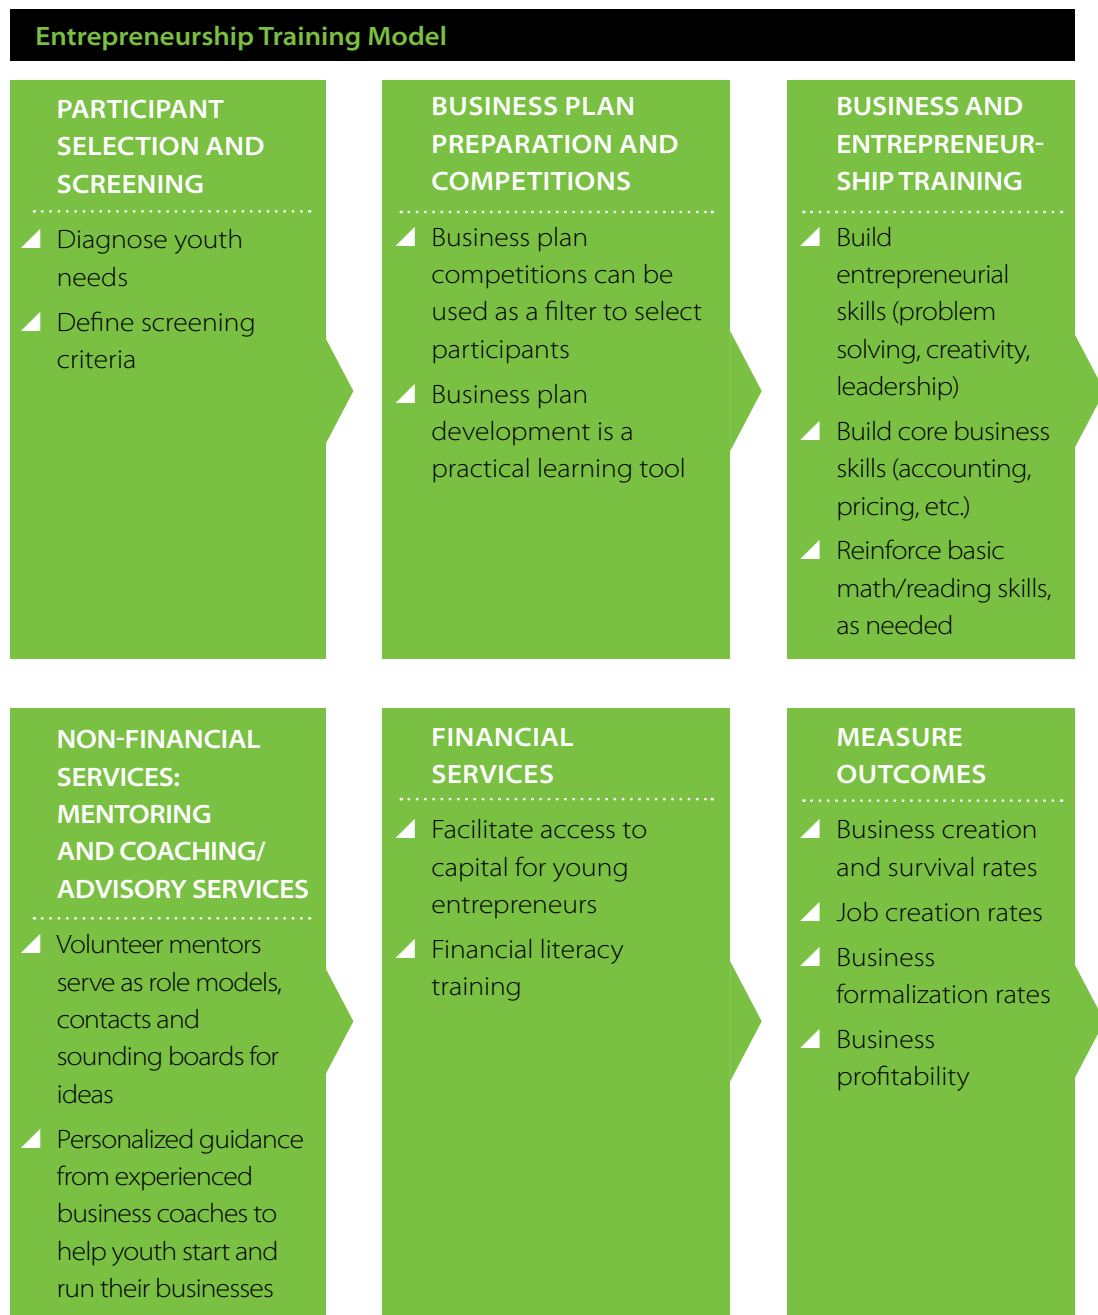 Entrepreneurship Training Model
PARTICIPANT
SELECTION AND
SCREENING
Diagnose youth
needs
Define screening
criteria
BUSINESS PLAN
PREPARATION AND
COMPETITIONS
Business plan
competitions can be
used as a filter to select
participants
Business plan
development is a
practical learning tool
BUSINESS AND
ENTREPRENEUR-
SHIP TRAINING
Build
entrepreneurial
skills (problem
solving, creativity,
leadership)
Build core business
skills (accounting,
pricing, etc.)
Reinforce basic
math/reading skills,
as needed
NON-FINANCIAL
SERVICES:
MENTORING
AND COACHING/
ADVISORY SERVICES
Volunteer mentors
serve as role models,
contacts and
sounding boards for
ideas
Personalized guidance
from experienced
business coaches to
help youth start and
run their businesses
FINANCIAL
SERVICES
Facilitate access to
capital for young
entrepreneurs
Financial literacy
training
MEASURE
OUTCOMES
Business creation
and survival rates
Job creation rates
Business
formalization rates
Business
profitability